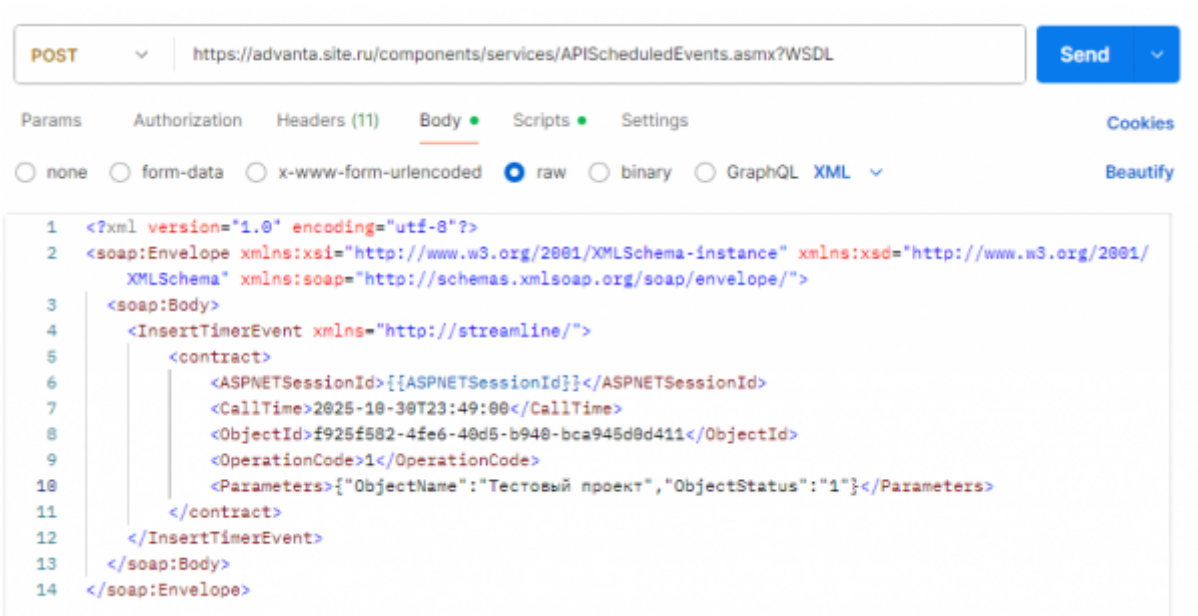 POST https://advanta.site.ru/components/services/APIScheduledEvents.asmx?WSDL Send
Params Authorization Headers (11) Body Scripts Settings Cookies
none form-data x-www-form-urlencoded raw binary GraphQL XML Beautify
1 <?xml version="1.0" encoding="utf-8"?>
2 <soap:Envelope xmlns:xsi="http://www.w3.org/2001/XMLSchema-instance" xmlns:xsd="http://www.w3.org/2001/
XMLSchema" xmlns:soap="http://schemas.xmlsoap.org/soap/envelope/">
3 <soap:Body>
4 <InsertTimerEvent xmlns="http://streamline/">
5 <contract>
6 <ASPNETSessionId>{{ASPNETSessionId}}</ASPNETSessionId>
7 <CallTime>2025-10-30T23:49:00</CallTime>
8 <ObjectId>f925f582-4fe6-40d5-b940-bca945d0d411</ObjectId>
9 <OperationCode>1</OperationCode>
10 <Parameters>{"ObjectName":"Тестовый проект","ObjectStatus":"1"}</Parameters>
11 </contract>
12 </InsertTimerEvent>
13 </soap:Body>
14 </soap:Envelope>